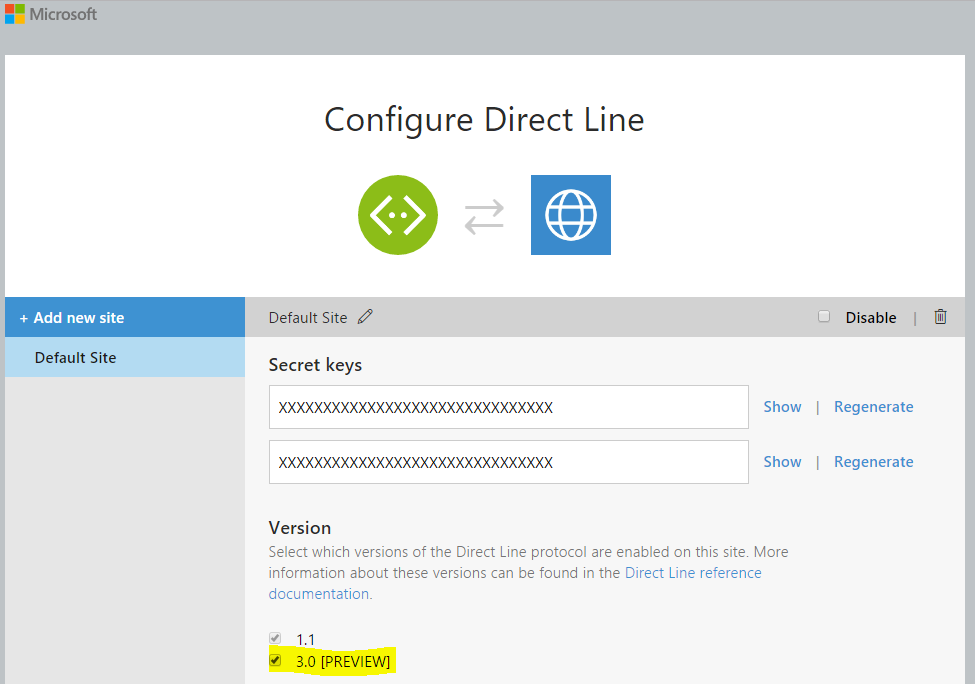 Microsoft
Configure Direct Line
+ Add new site
Default Site
Default Site
Disable |
Secret keys
XXXXXXXXXXXXXXXXXXXXXXXXXXXXXXX Show | Regenerate
XXXXXXXXXXXXXXXXXXXXXXXXXXXXXXX Show | Regenerate
Version
Select which versions of the Direct Line protocol are enabled on this site. More
information about these versions can be found in the Direct Line reference
documentation.
1.1
3.0 [PREVIEW]